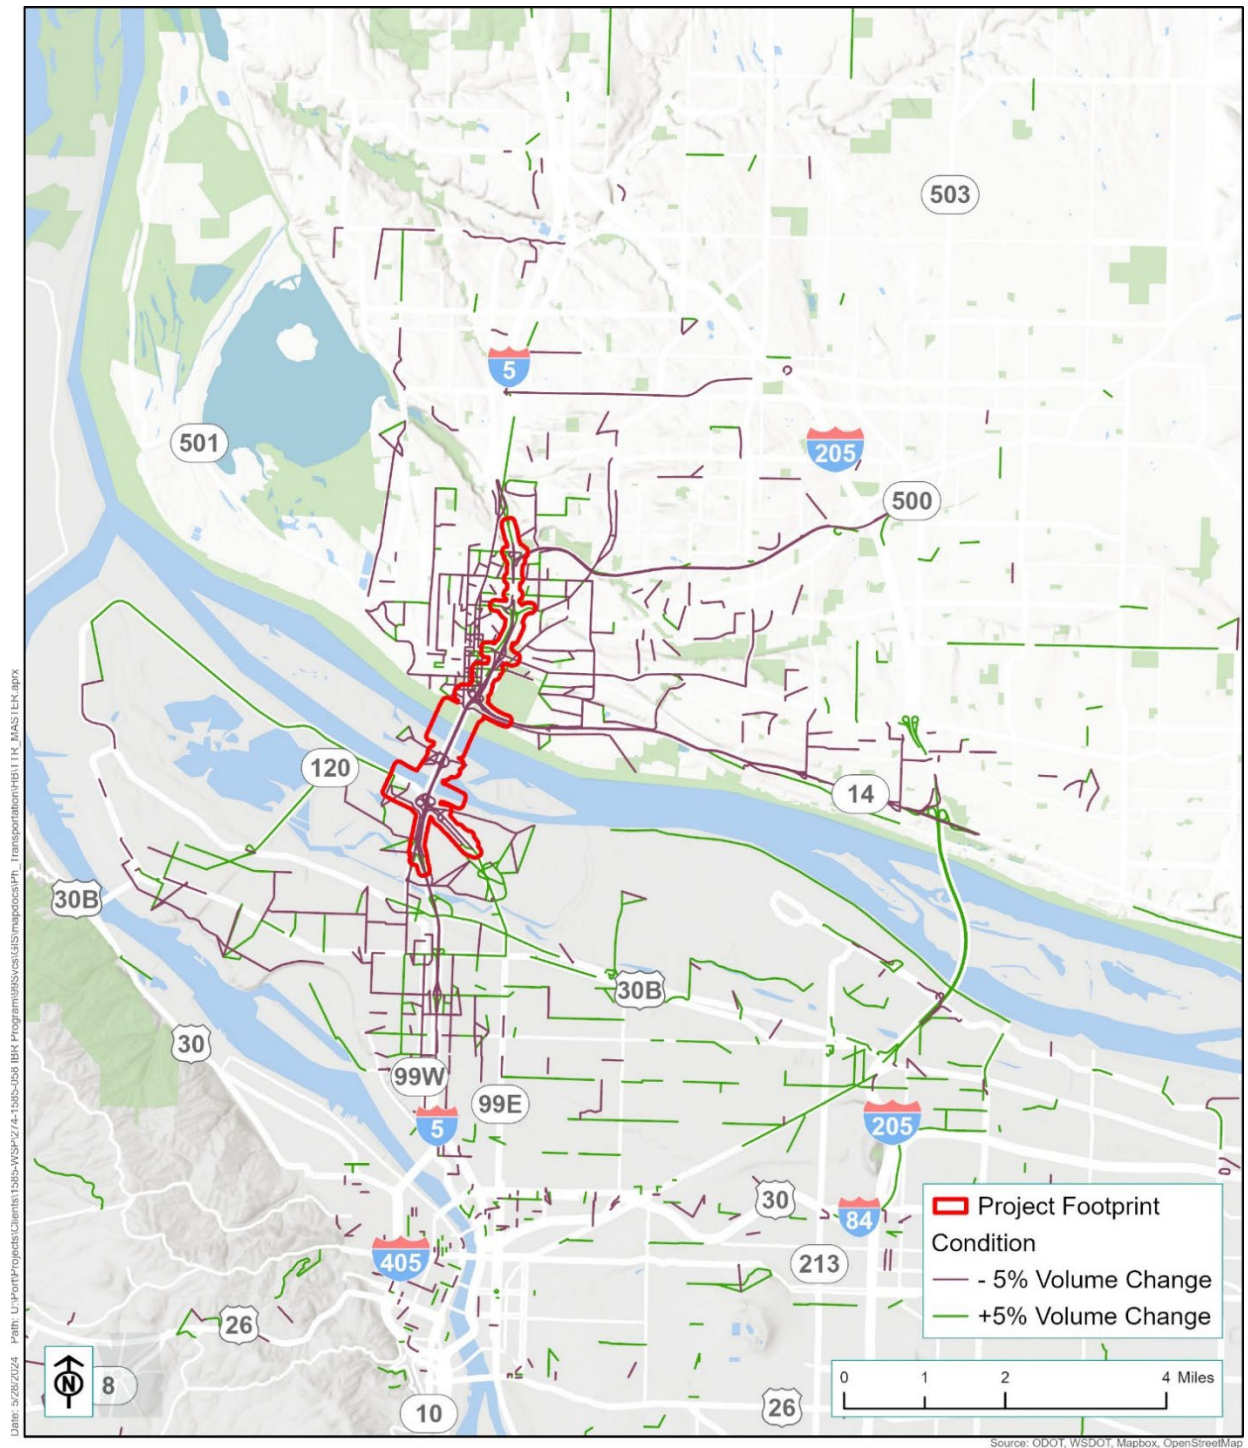 503
5
501
205
500
120
14
30B
30B
30
99W
99E
5
205
30
84
405
213
26
8
10
26
Project Footprint
Condition
- 5% Volume Change
+5% Volume Change
N
0 1 2 4 Miles
Source: ODOT, WSDOT, Mapbox, OpenStreetMap
Date: 5/28/2024